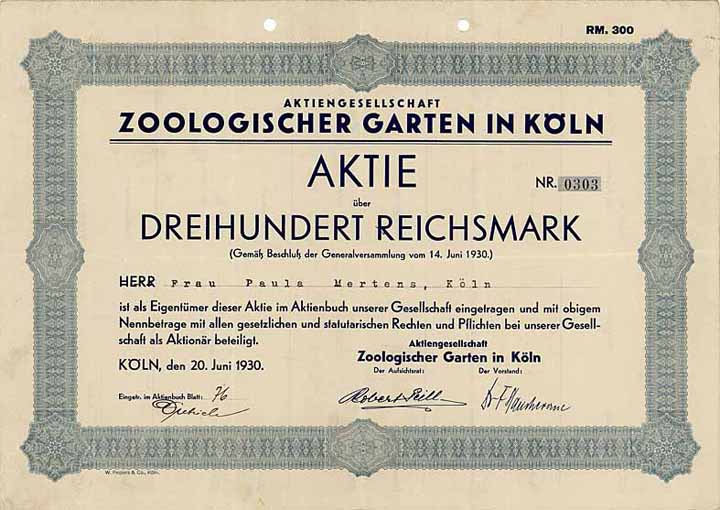 RM. 300
AKTIENGESELLSCHAFT
ZOOLOGISCHER GARTEN IN KÖLN
AKTIE
NR. 0303
über
DREIHUNDERT REICHSMARK
(Gemäß Beschluß der Generalversammlung vom 14. Juni 1930.)
HERR Frau Paula Mertens, Köln
ist als Eigentümer dieser Aktie im Aktienbuch unserer Gesellschaft eingetragen und mit obigem
Nennbetrage mit allen gesetzlichen und statutarischen Rechten und Pflichten bei unserer Gesell-
schaft als Aktionär beteiligt.
Aktiengesellschaft
KÖLN, den 20. Juni 1930.
Zoologischer Garten in Köln
Der Aufsichtsrat: Der Vorstand:
Eingetr. im Aktienbuch Blatt: 76
Robert
W. Peipers & Co., Köln.